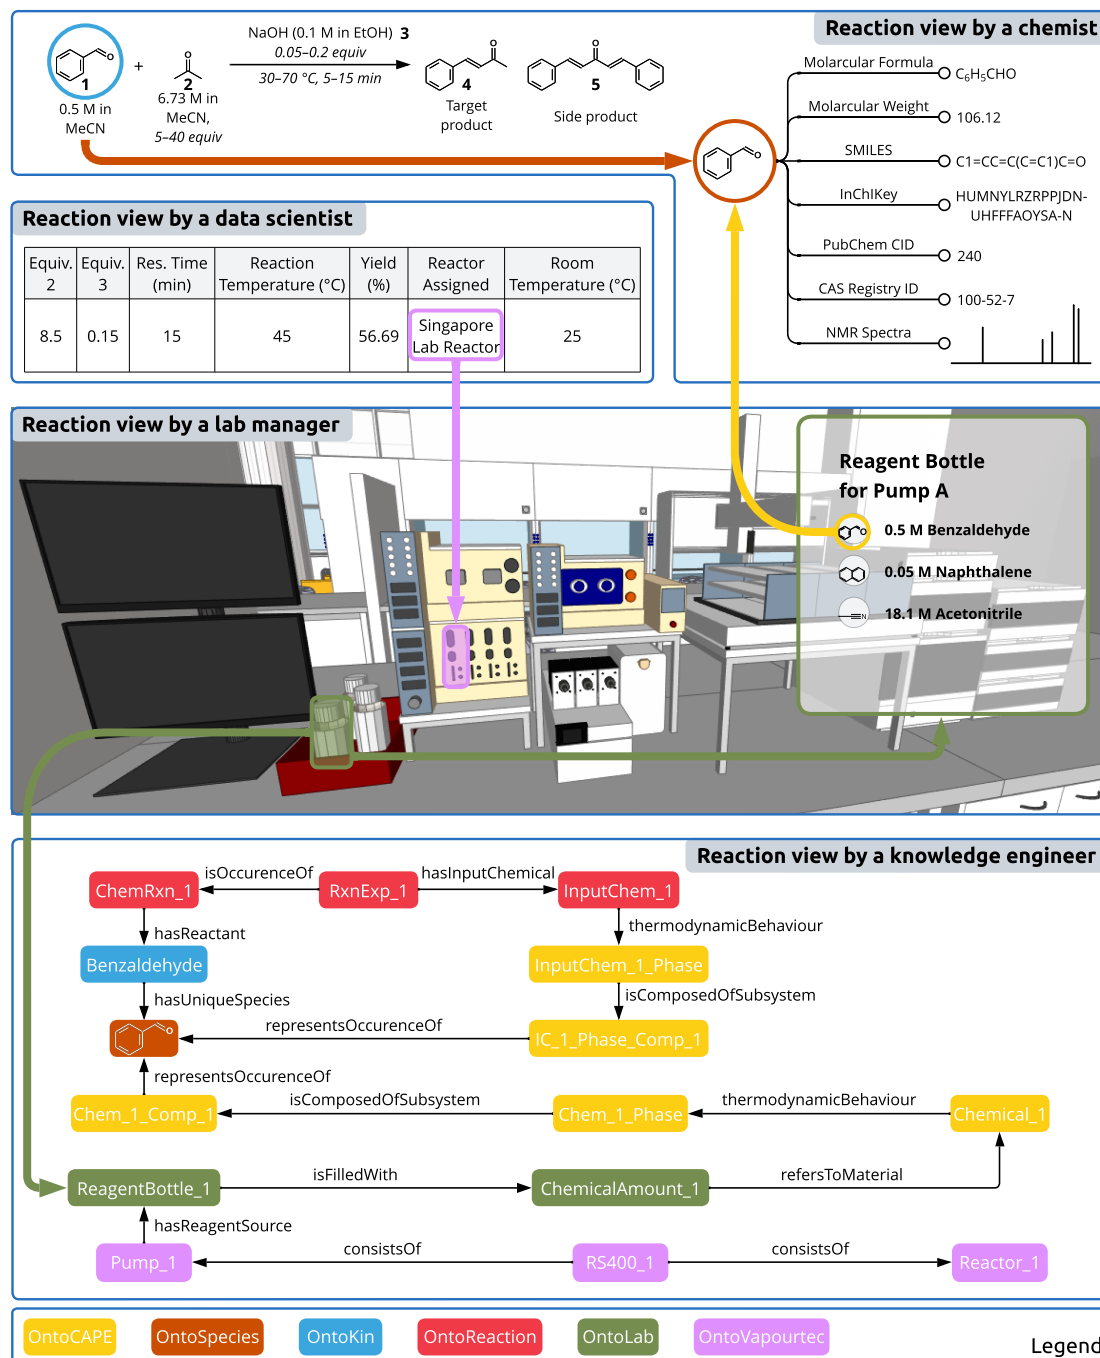 Reaction view by a chemist
NaOH (0.1 M in EtOH) 3
0.05–0.2 equiv
30–70 °C, 5–15 min
O
1
+
O
2
O
4
O
5
0.5 M in
MeCN
6.73 M in
MeCN,
5–40 equiv
Target
product
Side product
O
Molarcular Formula
C6H5CHO
Molarcular Weight
106.12
SMILES
C1=CC=C(C=C1)C=O
InChIKey
HUMNYLRZRPPJDN-
UHFFFAOYSA-N
PubChem CID
240
CAS Registry ID
100-52-7
NMR Spectra
Reaction view by a data scientist
Equiv. 2 Equiv. 3 Res. Time (min) Reaction Temperature (°C) Yield (%) Reactor Assigned Room Temperature (°C)
8.5 0.15 15 45 56.69 Singapore Lab Reactor 25
Reaction view by a lab manager
Reagent Bottle
for Pump A
O
0.5 M Benzaldehyde
0.05 M Naphthalene
N
18.1 M Acetonitrile
Reaction view by a knowledge engineer
ChemRxn_1 isOccurenceOf RxnExp_1 hasInputChemical InputChem_1
hasReactant thermodynamicBehaviour
Benzaldehyde InputChem_1_Phase
hasUniqueSpecies isComposedOfSubsystem
O representsOccurenceOf IC_1_Phase_Comp_1
representsOccurenceOf
Chem_1_Comp_1 isComposedOfSubsystem Chem_1_Phase thermodynamicBehaviour Chemical_1
ReagentBottle_1 isFilledWith ChemicalAmount_1 refersToMaterial
hasReagentSource
Pump_1 consistsOf RS400_1 consistsOf Reactor_1
OntoCAPE OntoSpecies OntoKin OntoReaction OntoLab OntoVapourtec Legend